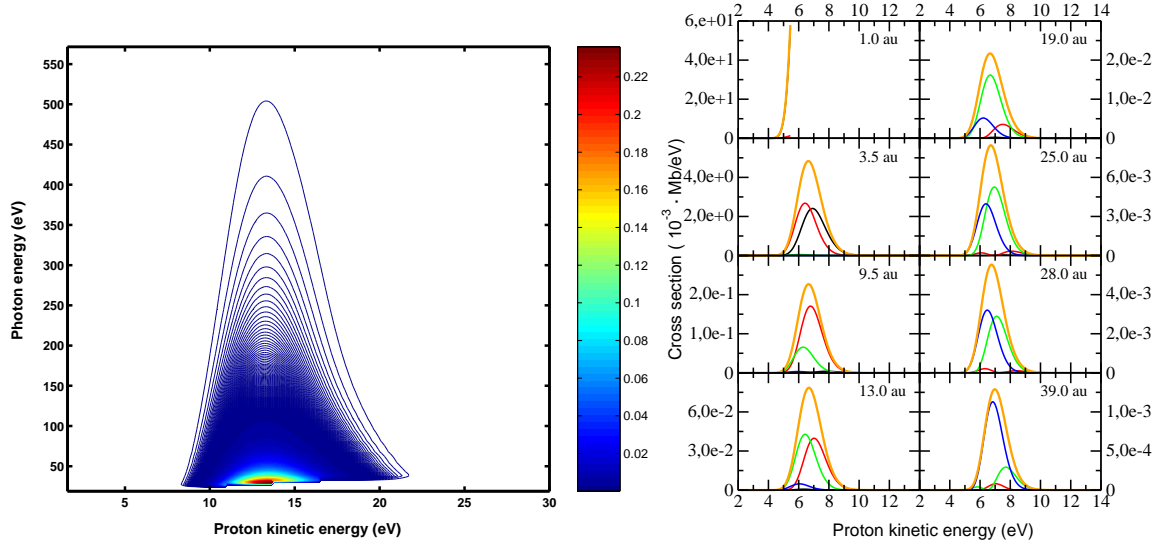 550
500
450
400
350
300
250
200
150
100
50
5
10
15
20
25
30
Photon energy (eV)
Proton kinetic energy (eV)
0.22
0.2
0.18
0.16
0.14
0.12
0.1
0.08
0.06
0.04
0.02
2 4 6 8 10 12 2 4 6 8 10 12 14
6,e+01
4,0e+1
2,0e+1
0
1.0 au
19.0 au
2,0e-2
1,0e-2
0
4,0e+0
2,0e+0
0
3.5 au
25.0 au
6,0e-3
3,0e-3
0
2,0e-1
1,0e-1
0
9.5 au
28.0 au
4,0e-3
2,0e-3
0
6,0e-2
3,0e-2
0
13.0 au
39.0 au
1,0e-3
5,0e-4
0
2 4 6 8 10 12 2 4 6 8 10 12 14
Cross section ( 10⁻³ · Mb/eV)
Proton kinetic energy (eV)